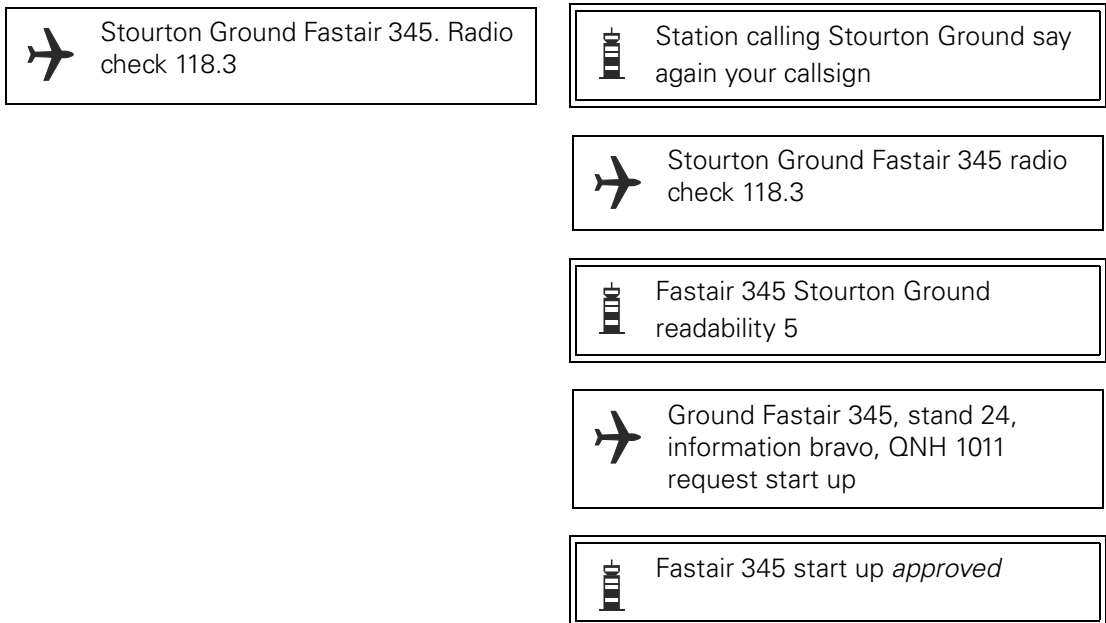 Stourton Ground Fastair 345. Radio
check 118.3
Station calling Stourton Ground say
again your callsign
Stourton Ground Fastair 345 radio
check 118.3
Fastair 345 Stourton Ground
readability 5
Ground Fastair 345, stand 24,
information bravo, QNH 1011
request start up
Fastair 345 start up approved